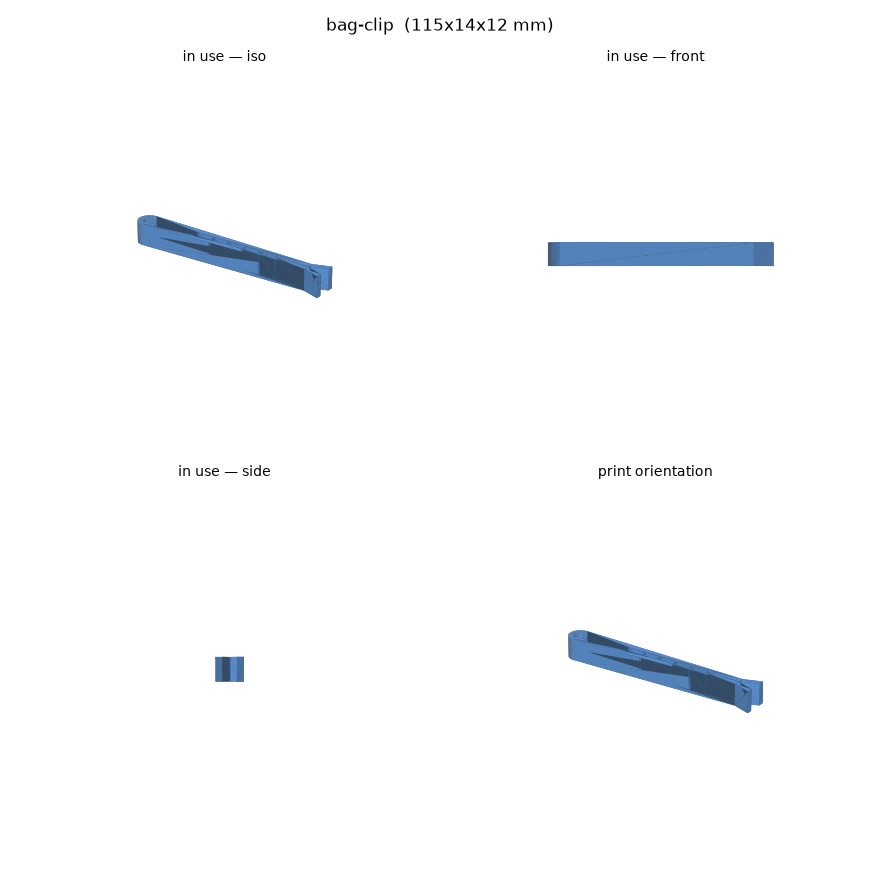 bag-clip  (115x14x12 mm)
in use — iso
in use — front
in use — side
print orientation